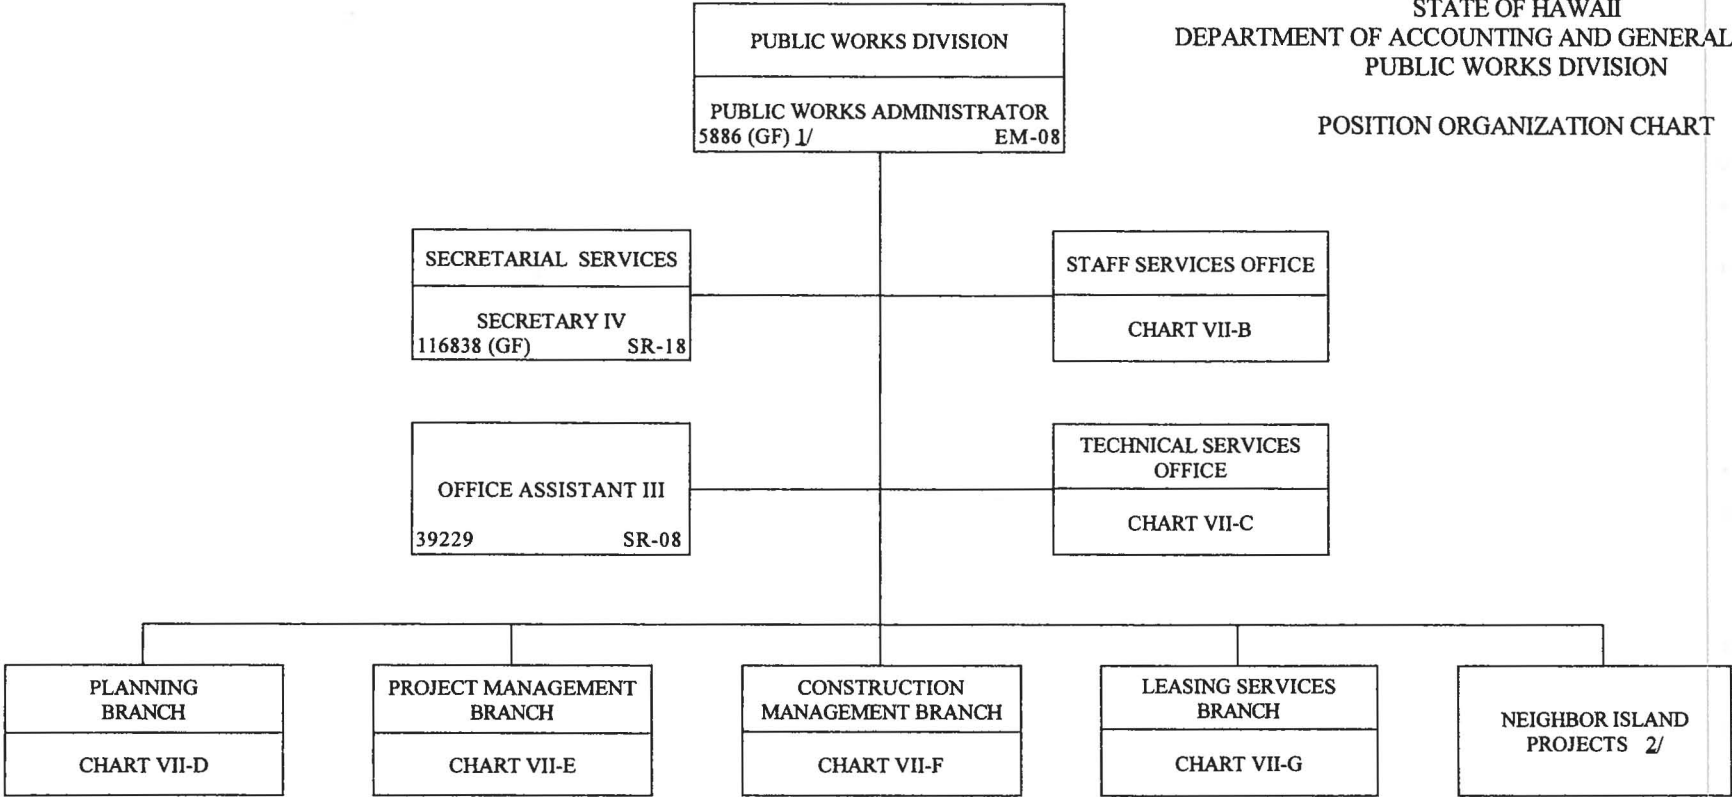 STATE OF HAWAII
DEPARTMENT OF ACCOUNTING AND GENERAL
PUBLIC WORKS DIVISION
POSITION ORGANIZATION CHART
PUBLIC WORKS DIVISION
PUBLIC WORKS ADMINISTRATOR
5886 (GF) 1/ EM-08
SECRETARIAL SERVICES
SECRETARY IV
116838 (GF) SR-18
STAFF SERVICES OFFICE
CHART VII-B
OFFICE ASSISTANT III
39229 SR-08
TECHNICAL SERVICES
OFFICE
CHART VII-C
PLANNING
BRANCH
CHART VII-D
PROJECT MANAGEMENT
BRANCH
CHART VII-E
CONSTRUCTION
MANAGEMENT BRANCH
CHART VII-F
LEASING SERVICES
BRANCH
CHART VII-G
NEIGHBOR ISLAND
PROJECTS 2/